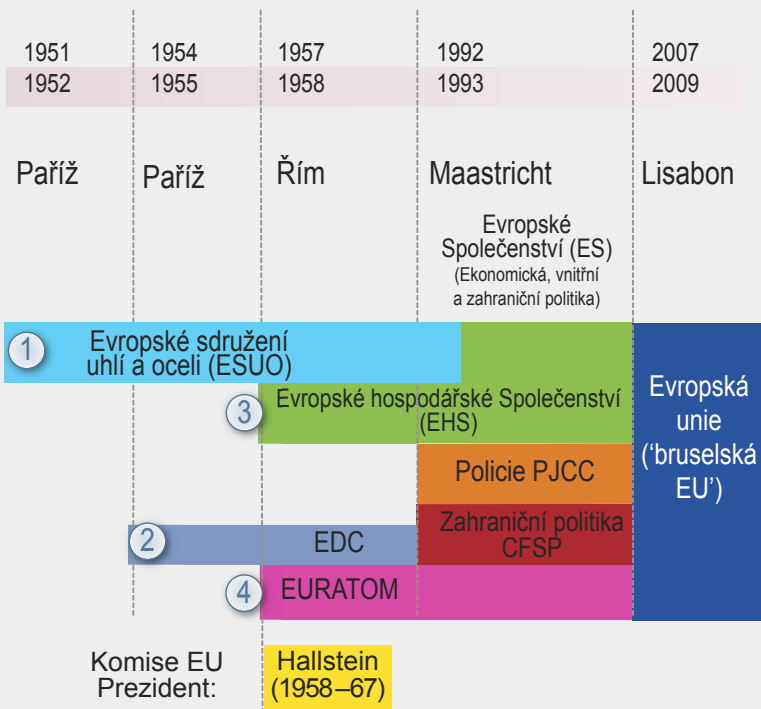 1951 1954 1957 1992 2007
1952 1955 1958 1993 2009
Paříž Paříž Řím Maastricht Lisabon
Evropské
Společenství (ES)
(Ekonomická, vnitřní
a zahraniční politika)
1
Evropské sdružení
uhlí a oceli (ESUO)
3
Evropské hospodářské Společenství
(EHS)
Policie PJCC
Zahraniční politika
CFSP
2
EDC
4
EURATOM
Evropská
unie
(‘bruselská
EU’)
Komise EU
Prezident:
Hallstein
(1958–67)